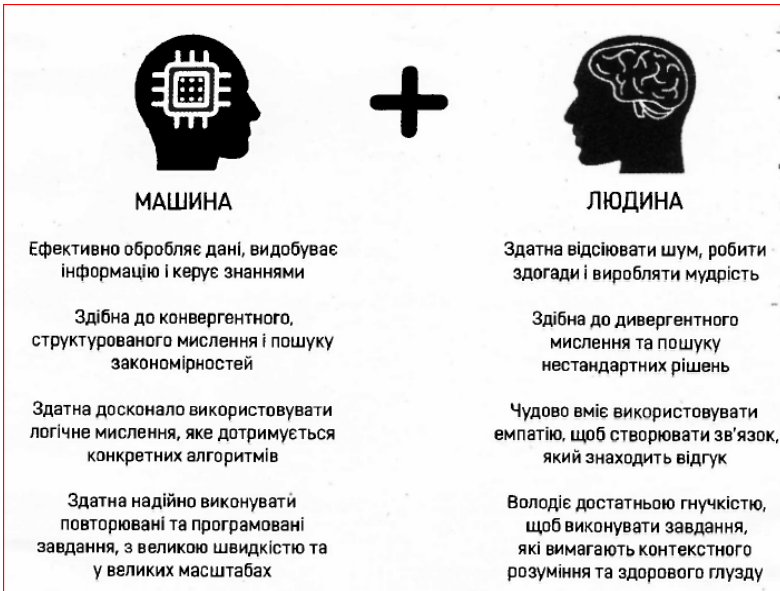 МАШИНА
Ефективно обробляє дані, видобуває
інформацію і керує знаннями
Здібна до конвергентного,
структурованого мислення і пошуку
закономірностей
Здатна досконало використовувати
логічне мислення, яке дотримується
конкретних алгоритмів
Здатна надійно виконувати
повторювані та програмовані
завдання, з великою швидкістю та
у великих масштабах
ЛЮДИНА
Здатна відсіювати шум, робити
здогади і виробляти мудрість
Здібна до дивергентного
мислення та пошуку
нестандартних рішень
Чудово вміє використовувати
емпатію, щоб створювати зв'язок,
який знаходить відгук
Володіє достатньою гнучкістю,
щоб виконувати завдання,
які вимагають контекстного
розуміння та здорового глузду